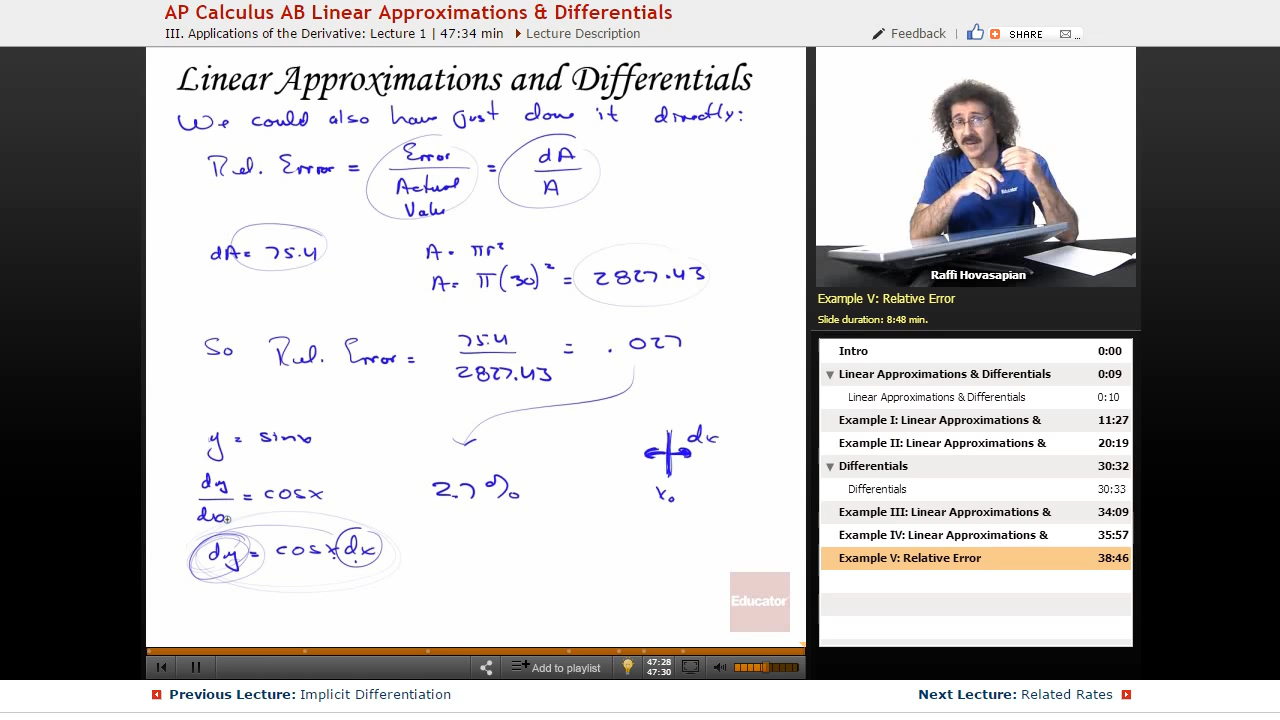 AP Calculus AB Linear Approximations & Differentials
III. Applications of the Derivative: Lecture 1 | 47:34 min Lecture Description
Feedback | SHARE ...
Linear Approximations and Differentials
We could also have just done it directly:
Rel. Error = Error / Actual Value = dA / A
dA = 75.4
A = πr²
A = π(30)² = 2827.43
So Rel. Error = 75.4 / 2827.43 = .027
y = sinx
dy / dx = cosx
2.7%
dx
x₀
dy = cosx dx
Educator
Educator
Raffi Hovasapian
Example V: Relative Error
Slide duration: 8:48 min.
Intro 0:00
Linear Approximations & Differentials 0:09
Linear Approximations & Differentials 0:10
Example I: Linear Approximations & 11:27
Example II: Linear Approximations & 20:19
Differentials 30:32
Differentials 30:33
Example III: Linear Approximations & 34:09
Example IV: Linear Approximations & 35:57
Example V: Relative Error 38:46
Add to playlist
47:28
47:30
Previous Lecture: Implicit Differentiation
Next Lecture: Related Rates